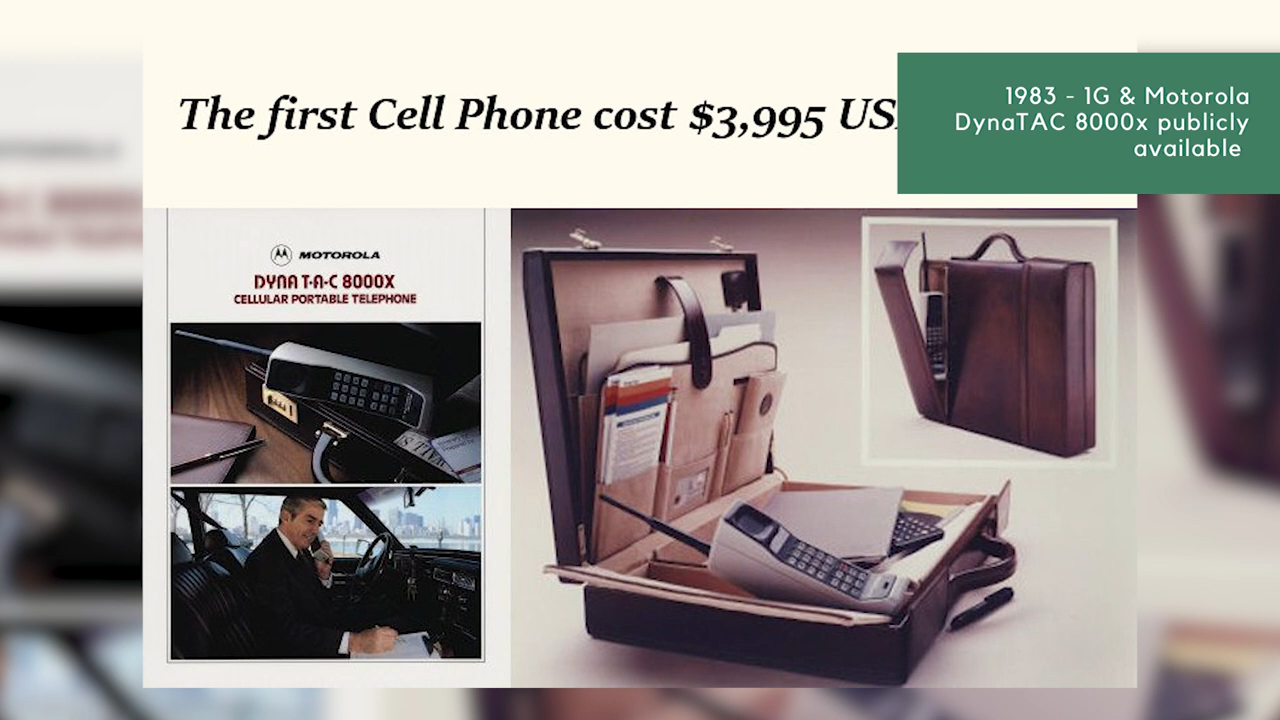 The first Cell Phone cost $3,995 US
1983 - 1G & Motorola
DynaTAC 8000x publicly
available
MOTOROLA
DYNA T·A·C 8000X
CELLULAR PORTABLE TELEPHONE